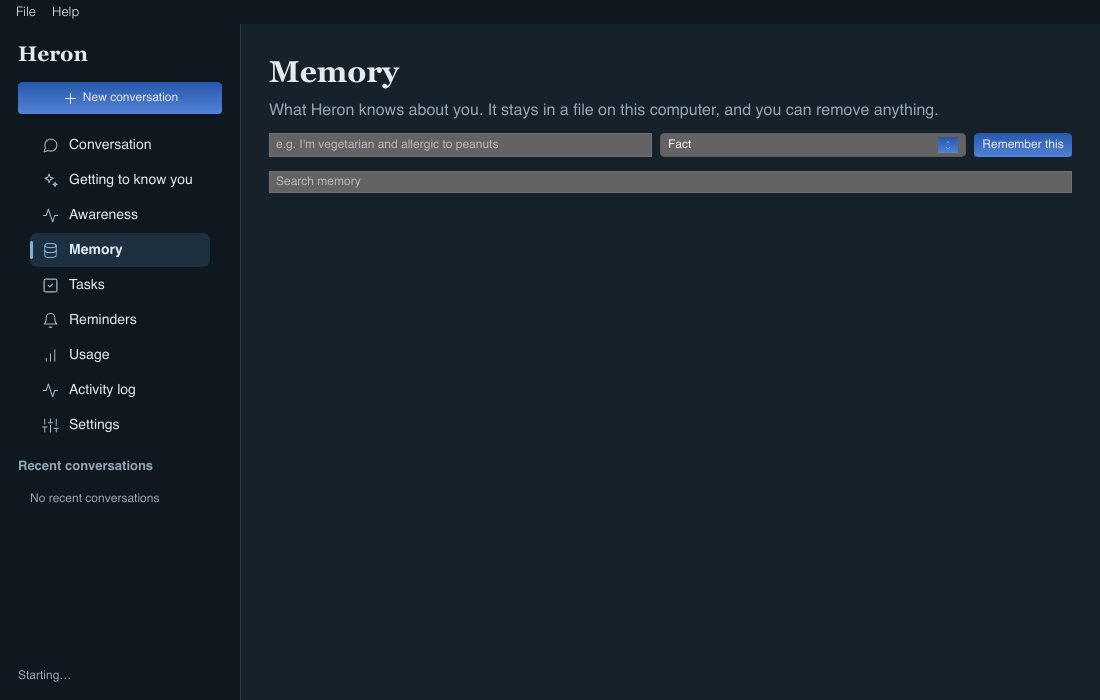 File Help
Heron
New conversation
Conversation
Getting to know you
Awareness
Memory
Tasks
Reminders
Usage
Activity log
Settings
Recent conversations
No recent conversations
Starting…
Memory
What Heron knows about you. It stays in a file on this computer, and you can remove anything.
e.g. I'm vegetarian and allergic to peanuts Fact Remember this
Search memory